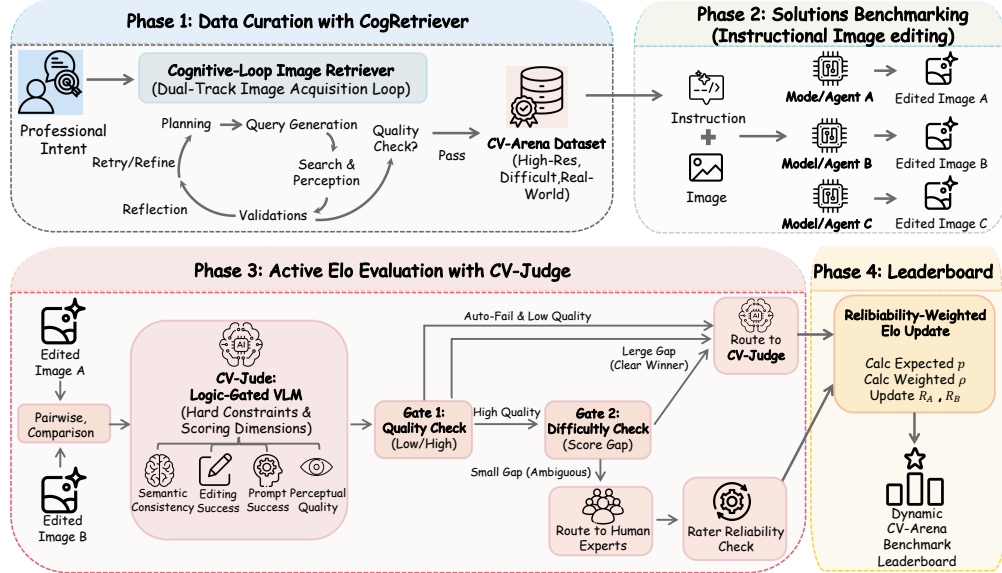 Phase 1: Data Curation with CogRetriever
Professional
Intent
Cognitive-Loop Image Retriever
(Dual-Track Image Acquisition Loop)
Planning
Query Generation
Quality
Check?
Retry/Refine
Search &
Perception
Reflection
Validations
Pass
CV-Arena Dataset
(High-Res,
Difficult,Real-
World)
Phase 2: Solutions Benchmarking
(Instructional Image editing)
</>
Instruction
Image
Mode/Agent A
Edited Image A
Model/Agent B
Edited Image B
Model/Agent C
Edited Image C
Phase 3: Active Elo Evaluation with CV-Judge
Edited
Image A
Pairwise,
Comparison
Edited
Image B
AI
CV-Jude:
Logic-Gated VLM
(Hard Constraints &
Scoring Dimensions)
Semantic
Consistency
Editing
Success
Prompt
Success
Perceptual
Quality
Gate 1:
Quality Check
(Low/High)
Auto-Fail & Low Quality
High Quality
Gate 2:
Difficultly Check
(Score Gap)
Lerge Gap
(Clear Winner)
AI
Route to
CV-Judge
Small Gap (Ambiguous)
Route to Human
Experts
Rater Reliability
Check
Phase 4: Leaderboard
Relibiability-Weighted
Elo Update
Calc Expected p
Calc Weighted ρ
Update R_A , R_B
Dynamic
CV-Arena
Benchmark
Leaderboard